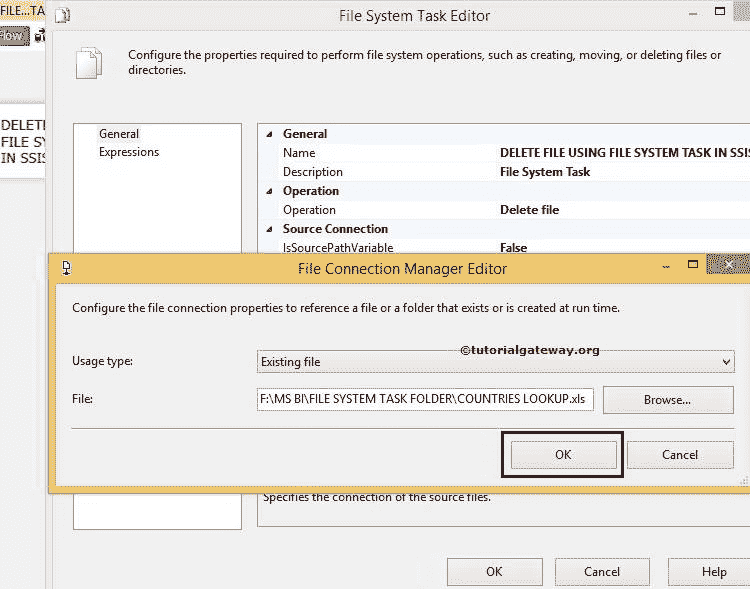 FILE...TA
File System Task Editor
Flow
Configure the properties required to perform file system operations, such as creating, moving, or deleting files or
directories.
DELETE
FILE SY
IN SSIS
General
Expressions
General
Name DELETE FILE USING FILE SYSTEM TASK IN SSIS
Description File System Task
Operation
Operation Delete file
Source Connection
IsSourcePathVariable False
File Connection Manager Editor
Configure the file connection properties to reference a file or a folder that exists or is created at run time.
©tutorialgateway.org
Usage type: Existing file
File: F:\MS BI\FILE SYSTEM TASK FOLDER\COUNTRIES LOOKUP.xls Browse...
OK Cancel
Specifies the connection of the source files.
OK Cancel Help